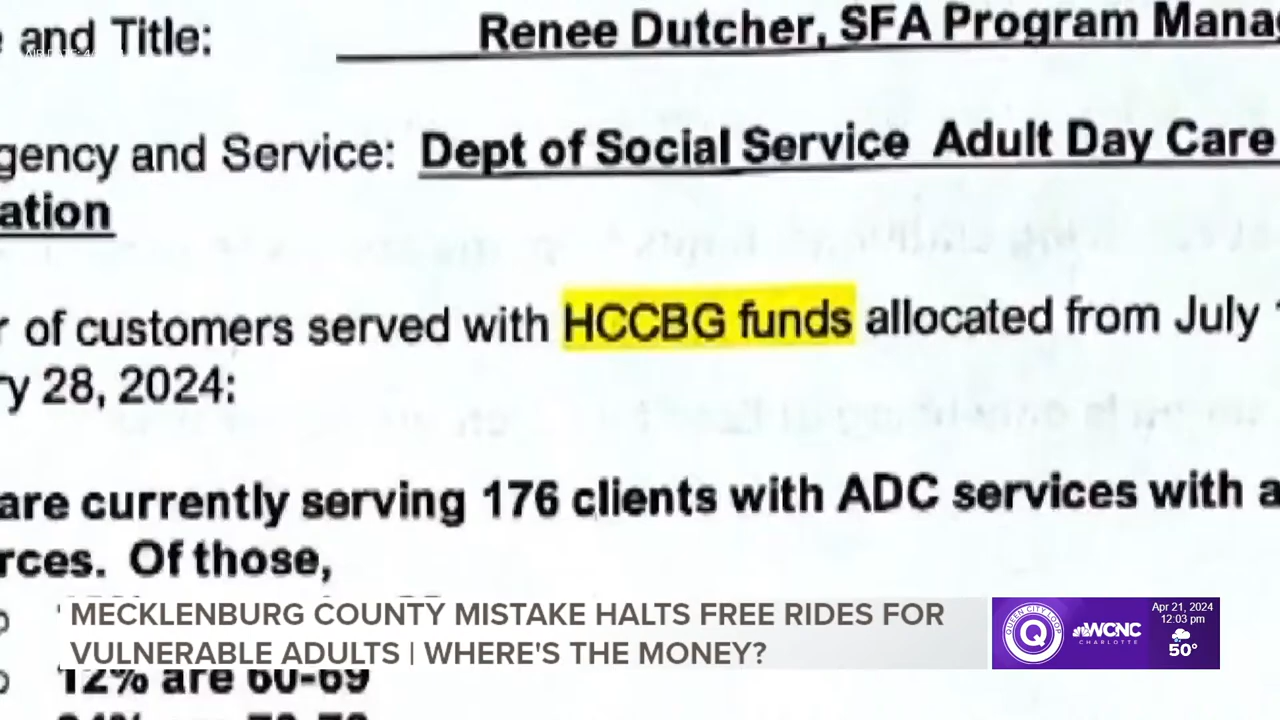 and Title: Renee Dutcher, SFA Program Manag
gency and Service: Dept of Social Service Adult Day Care
ation
r of customers served with HCCBG funds allocated from July
ry 28, 2024:
are currently serving 176 clients with ADC services with a
rces. Of those,
MECKLENBURG COUNTY MISTAKE HALTS FREE RIDES FOR
VULNERABLE ADULTS | WHERE'S THE MONEY?
QUEEN CITY LOOP
Q
WCNC
CHARLOTTE
Apr 21, 2024
12:03 pm
50°
12% are 60-69